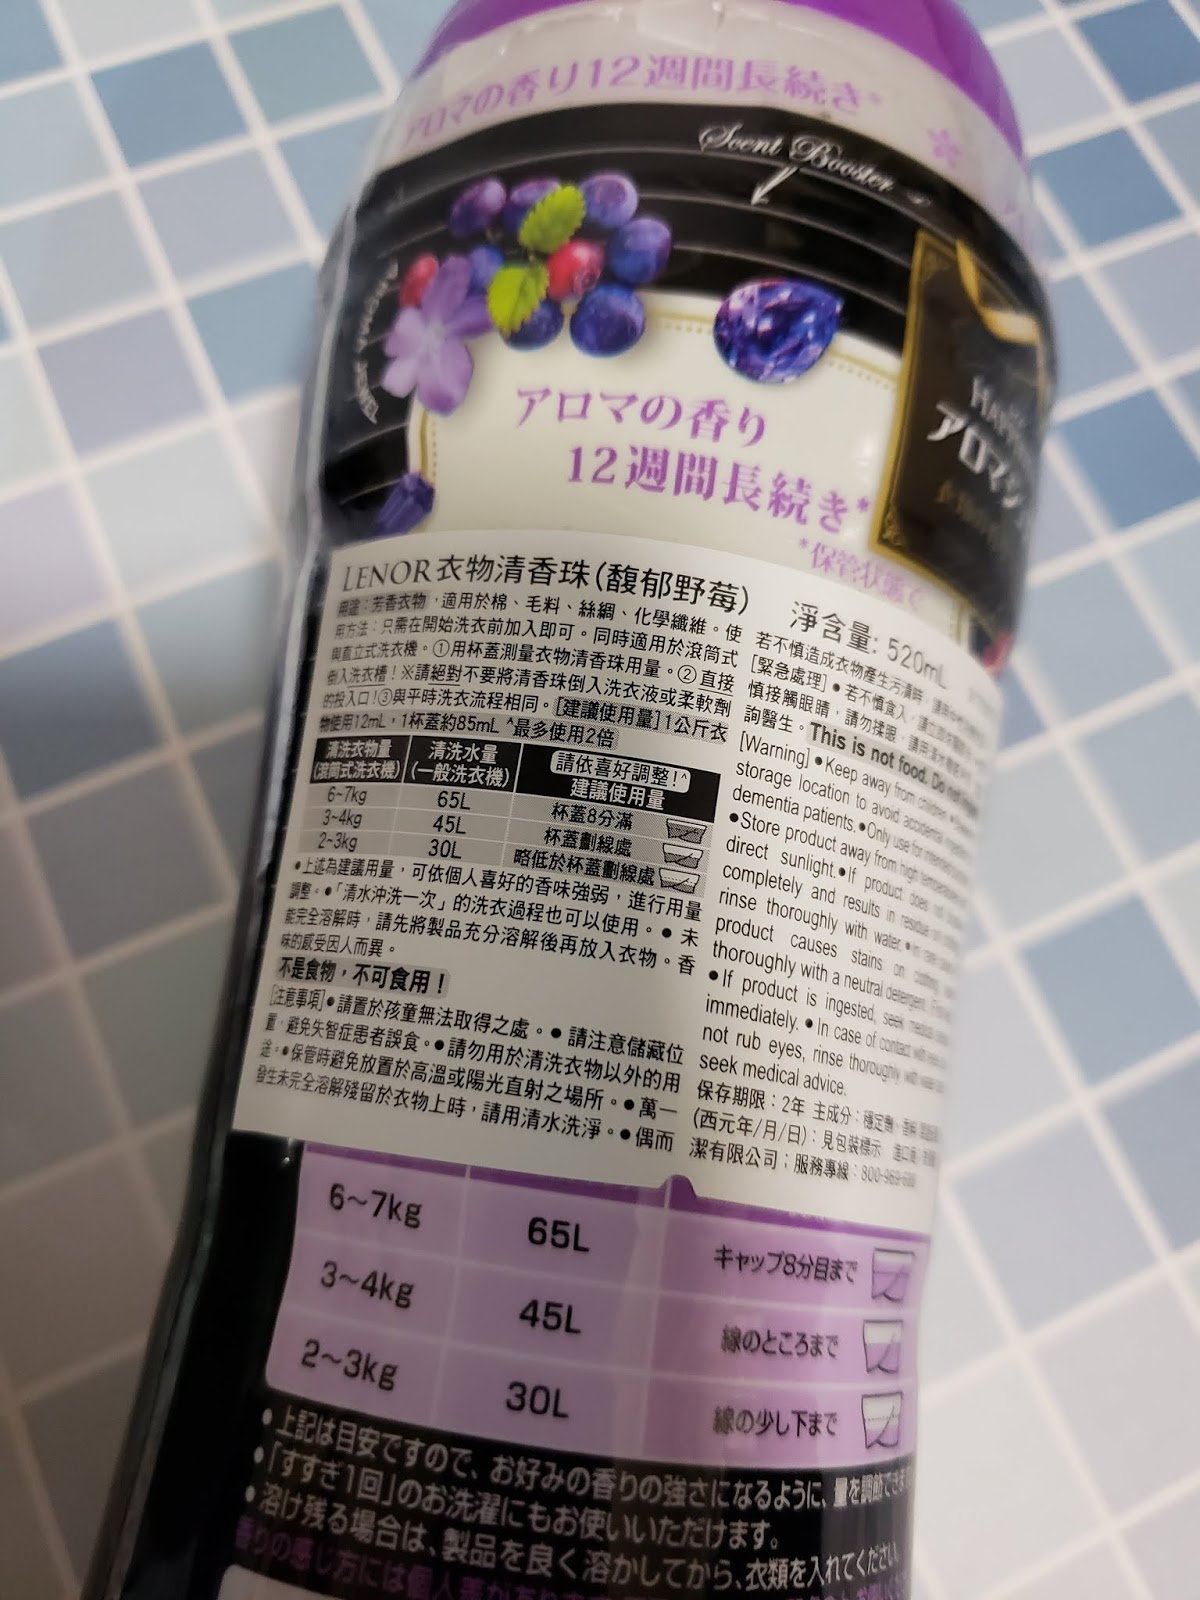 アロマの香り12週間長続き*
Scent Booster
アロマの香り
12週間長続き*
*保管状態で
アロマ
LENOR衣物清香珠(馥郁野莓)
淨含量: 520mL
用途:芳香衣物,適用於棉、毛料、絲綢、化學纖維。使
用方法:只需在開始洗衣前加入即可。同時適用於滾筒式
與直立式洗衣機。①用杯蓋測量衣物清香珠用量。②直接
倒入洗衣槽!※請絕對不要將清香珠倒入洗衣液或柔軟劑
的投入口!③與平時洗衣流程相同。[建議使用量]1公斤衣
物使用12mL,1杯蓋約85mL ^最多使用2倍
清洗衣物量
(滾筒式洗衣機)
清洗水量
(一般洗衣機)
請依喜好調整!^
建議使用量
6~7kg 65L 杯蓋8分滿
3~4kg 45L 杯蓋劃線處
2~3kg 30L 略低於杯蓋劃線處
●上述為建議用量,可依個人喜好的香味強弱,進行用量
調整。●「清水沖洗一次」的洗衣過程也可以使用。●未
能完全溶解時,請先將製品充分溶解後再放入衣物。香
味的感受因人而異。
不是食物,不可食用!
[注意事項]●請置於孩童無法取得之處。●請注意儲藏位
置,避免失智症患者誤食。●請勿用於清洗衣物以外的用
途。●保管時避免放置於高溫或陽光直射之場所。●萬一
發生未完全溶解殘留於衣物上時,請用清水洗淨。●偶而
若不慎造成衣物產生污漬時,
[緊急處理]●若不慎食入,
慎接觸眼睛,請勿揉眼,
詢醫生。This is not food. Do
[Warning]●Keep away from children
storage location to avoid accidental
dementia patients.●Only use for
●Store product away from high
direct sunlight.●If product does not
completely and results in residue
rinse thoroughly with water.
product causes stains on
thoroughly with a neutral detergent.
●If product is ingested, seek
immediately.●In case of contact with
not rub eyes, rinse thoroughly
seek medical advice.
保存期限:2年 主成分:穩定劑、香料
(西元年/月/日):見包裝標示
潔有限公司;服務專線:800-969-
6~7kg 65L キャップ8分目まで
3~4kg 45L 線のところまで
2~3kg 30L 線の少し下まで
●上記は目安ですので、お好みの香りの強さになるように、量を調節できま
●「すすぎ1回」のお洗濯にもお使いいただけます。
●溶け残る場合は、製品を良く溶かしてから、衣類を入れてください。
香りの感じ方には個人差があり